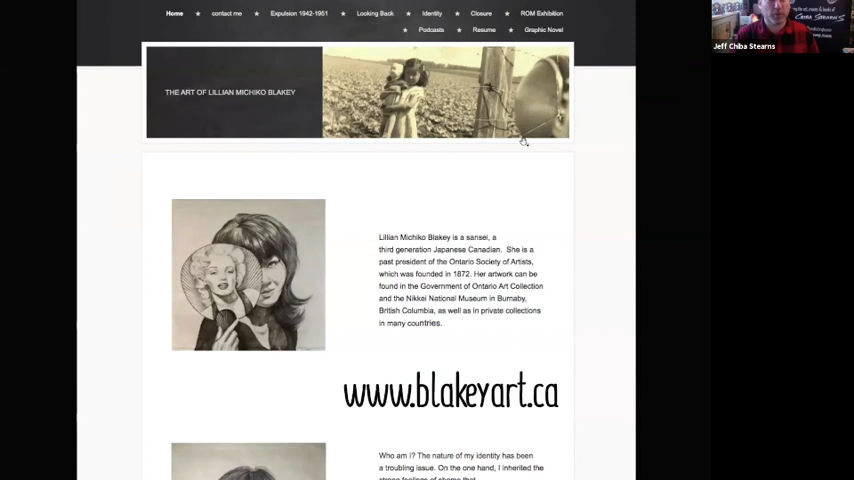 Home ★ contact me ★ Expulsion 1942-1951 ★ Looking Back ★ Identity ★ Closure ★ ROM Exhibition
★ Podcasts ★ Resume ★ Graphic Novel
Jeff Chiba Stearns
THE ART OF LILLIAN MICHIKO BLAKEY
Lillian Michiko Blakey is a sansei, a
third generation Japanese Canadian. She is a
past president of the Ontario Society of Artists,
which was founded in 1872. Her artwork can be
found in the Government of Ontario Art Collection
and the Nikkei National Museum in Burnaby,
British Columbia, as well as in private collections
in many countries.
www.blakeyart.ca
Who am I? The nature of my identity has been
a troubling issue. On the one hand, I inherited the
strong feelings of shame that